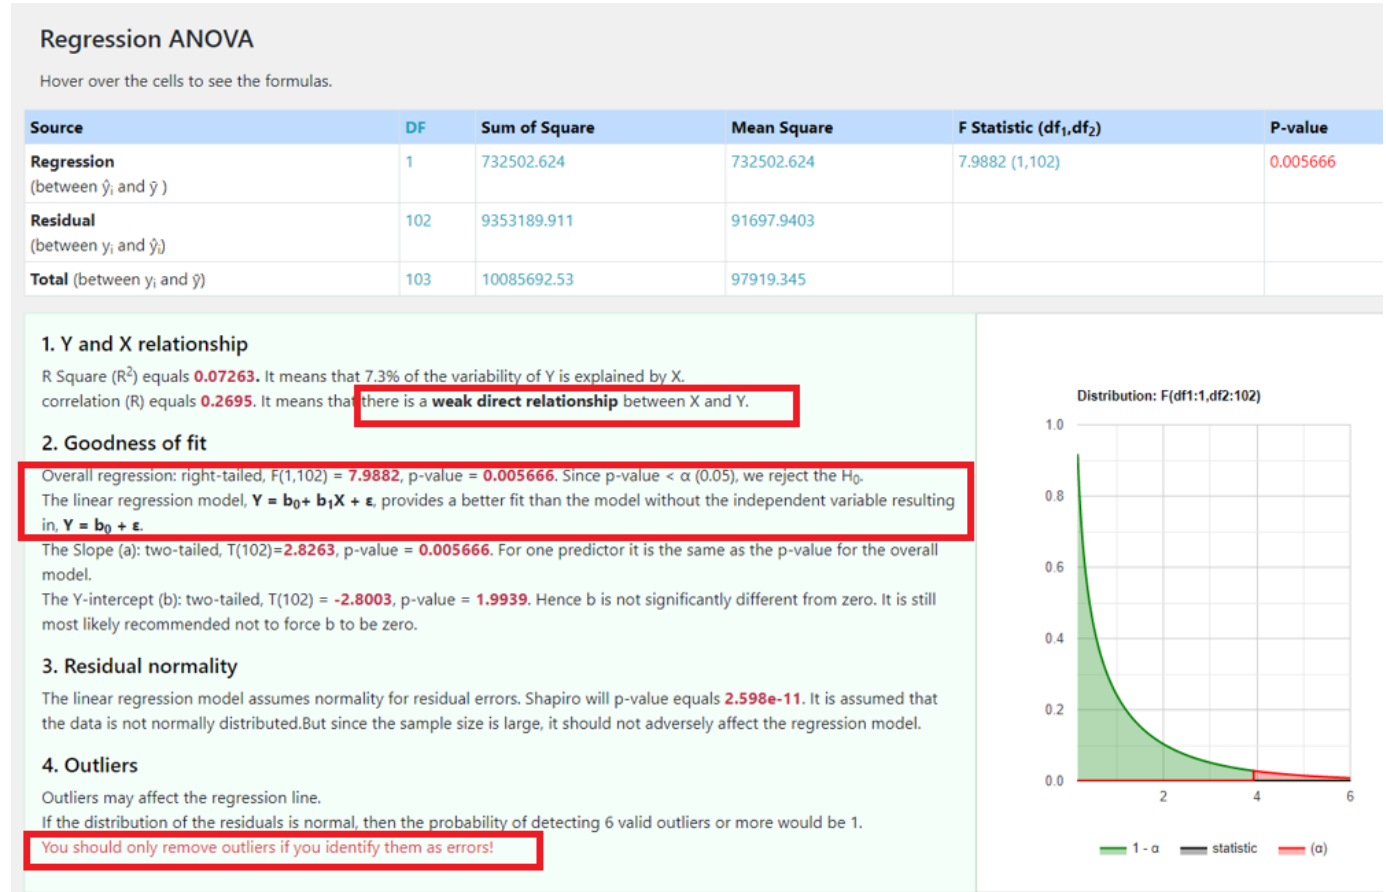 Regression ANOVA
Hover over the cells to see the formulas.
Source DF Sum of Square Mean Square F Statistic (df₁,df₂) P-value
Regression 1 732502.624 732502.624 7.9882 (1,102) 0.005666
(between ŷᵢ and ȳ )
Residual 102 9353189.911 91697.9403
(between yᵢ and ŷᵢ)
Total (between yᵢ and ȳ) 103 10085692.53 97919.345
1. Y and X relationship
R Square (R²) equals 0.07263. It means that 7.3% of the variability of Y is explained by X.
correlation (R) equals 0.2695. It means that there is a weak direct relationship between X and Y.
2. Goodness of fit
Overall regression: right-tailed, F(1,102) = 7.9882, p-value = 0.005666. Since p-value < α (0.05), we reject the H₀.
The linear regression model, Y = b₀+ b₁X + ε, provides a better fit than the model without the independent variable resulting
in, Y = b₀ + ε.
The Slope (a): two-tailed, T(102)=2.8263, p-value = 0.005666. For one predictor it is the same as the p-value for the overall
model.
The Y-intercept (b): two-tailed, T(102) = -2.8003, p-value = 1.9939. Hence b is not significantly different from zero. It is still
most likely recommended not to force b to be zero.
3. Residual normality
The linear regression model assumes normality for residual errors. Shapiro will p-value equals 2.598e-11. It is assumed that
the data is not normally distributed.But since the sample size is large, it should not adversely affect the regression model.
4. Outliers
Outliers may affect the regression line.
If the distribution of the residuals is normal, then the probability of detecting 6 valid outliers or more would be 1.
You should only remove outliers if you identify them as errors!
Distribution: F(df1:1,df2:102)
1.0
0.8
0.6
0.4
0.2
0.0
2 4 6
1 - α statistic (α)